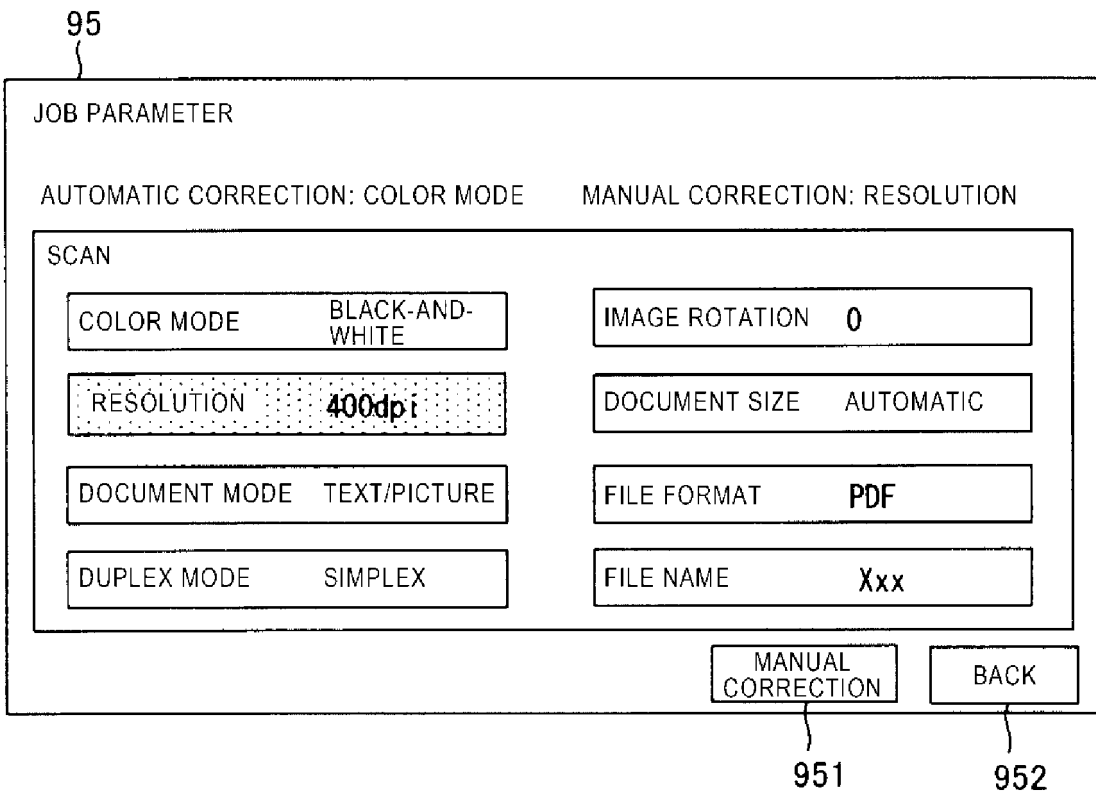 95
JOB PARAMETER
AUTOMATIC CORRECTION: COLOR MODE MANUAL CORRECTION: RESOLUTION
SCAN
COLOR MODE BLACK-AND-
WHITE
IMAGE ROTATION 0
RESOLUTION 400dpi
DOCUMENT SIZE AUTOMATIC
DOCUMENT MODE TEXT/PICTURE
FILE FORMAT PDF
DUPLEX MODE SIMPLEX
FILE NAME Xxx
MANUAL
CORRECTION
BACK
951
952